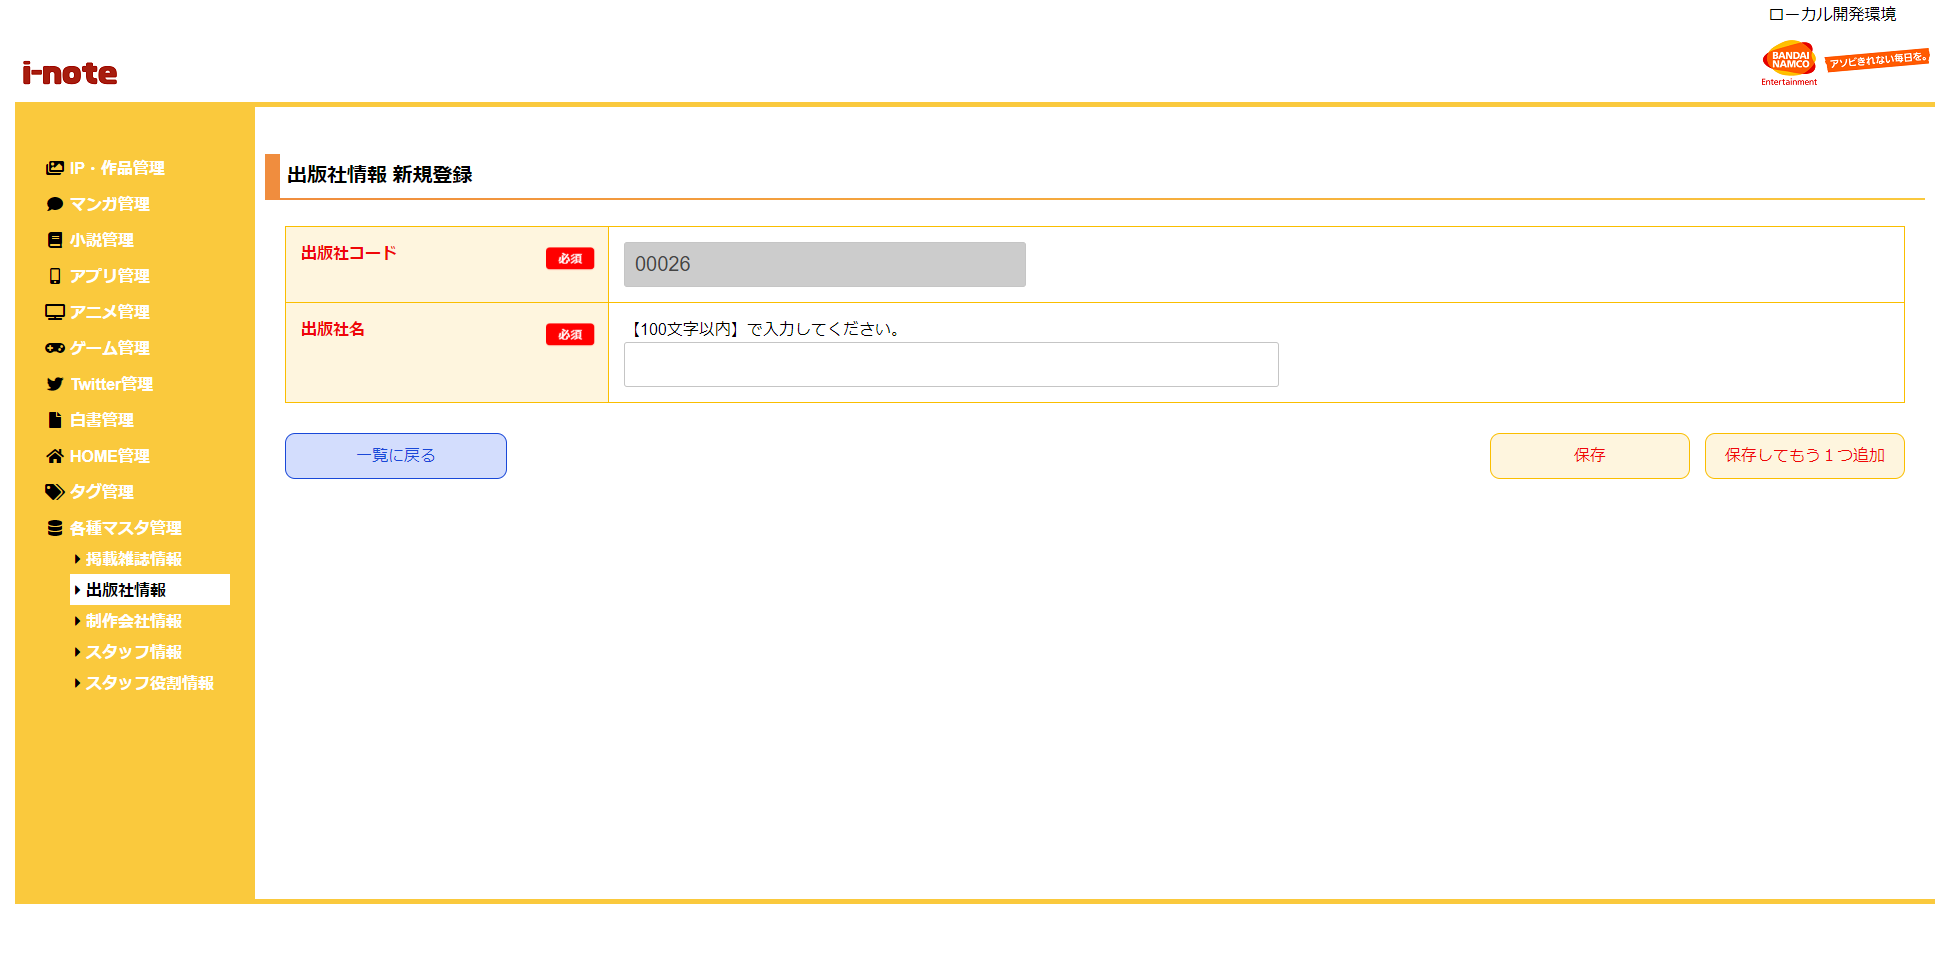 ローカル開発環境
i-note
BANDAI
NAMCO
Entertainment
アソビきれない毎日を。
IP・作品管理
マンガ管理
小説管理
アプリ管理
アニメ管理
ゲーム管理
Twitter管理
白書管理
HOME管理
タグ管理
各種マスタ管理
掲載雑誌情報
出版社情報
制作会社情報
スタッフ情報
スタッフ役割情報
出版社情報 新規登録
出版社コード 必須 00026
出版社名 必須 【100文字以内】で入力してください。
一覧に戻る 保存 保存してもう１つ追加